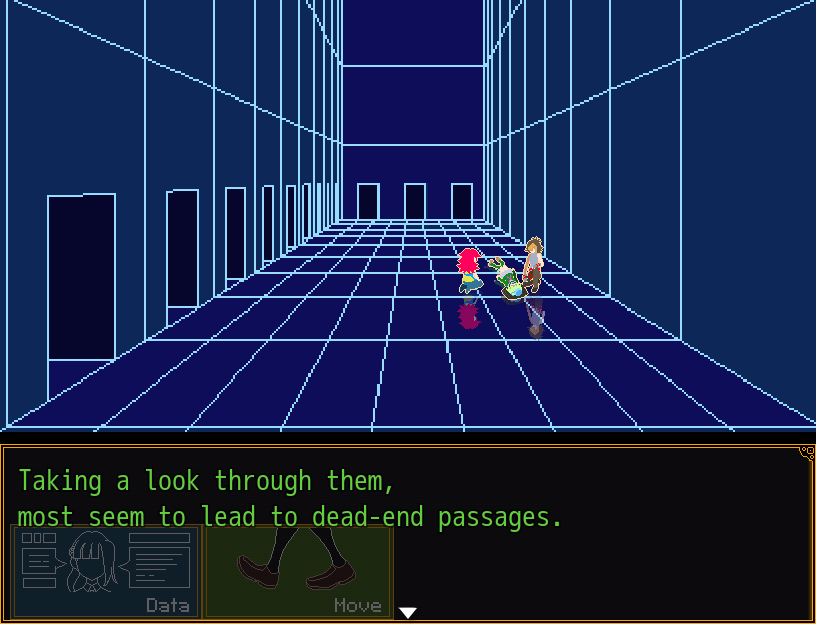 Taking a look through them,
most seem to lead to dead-end passages.
Data
Move